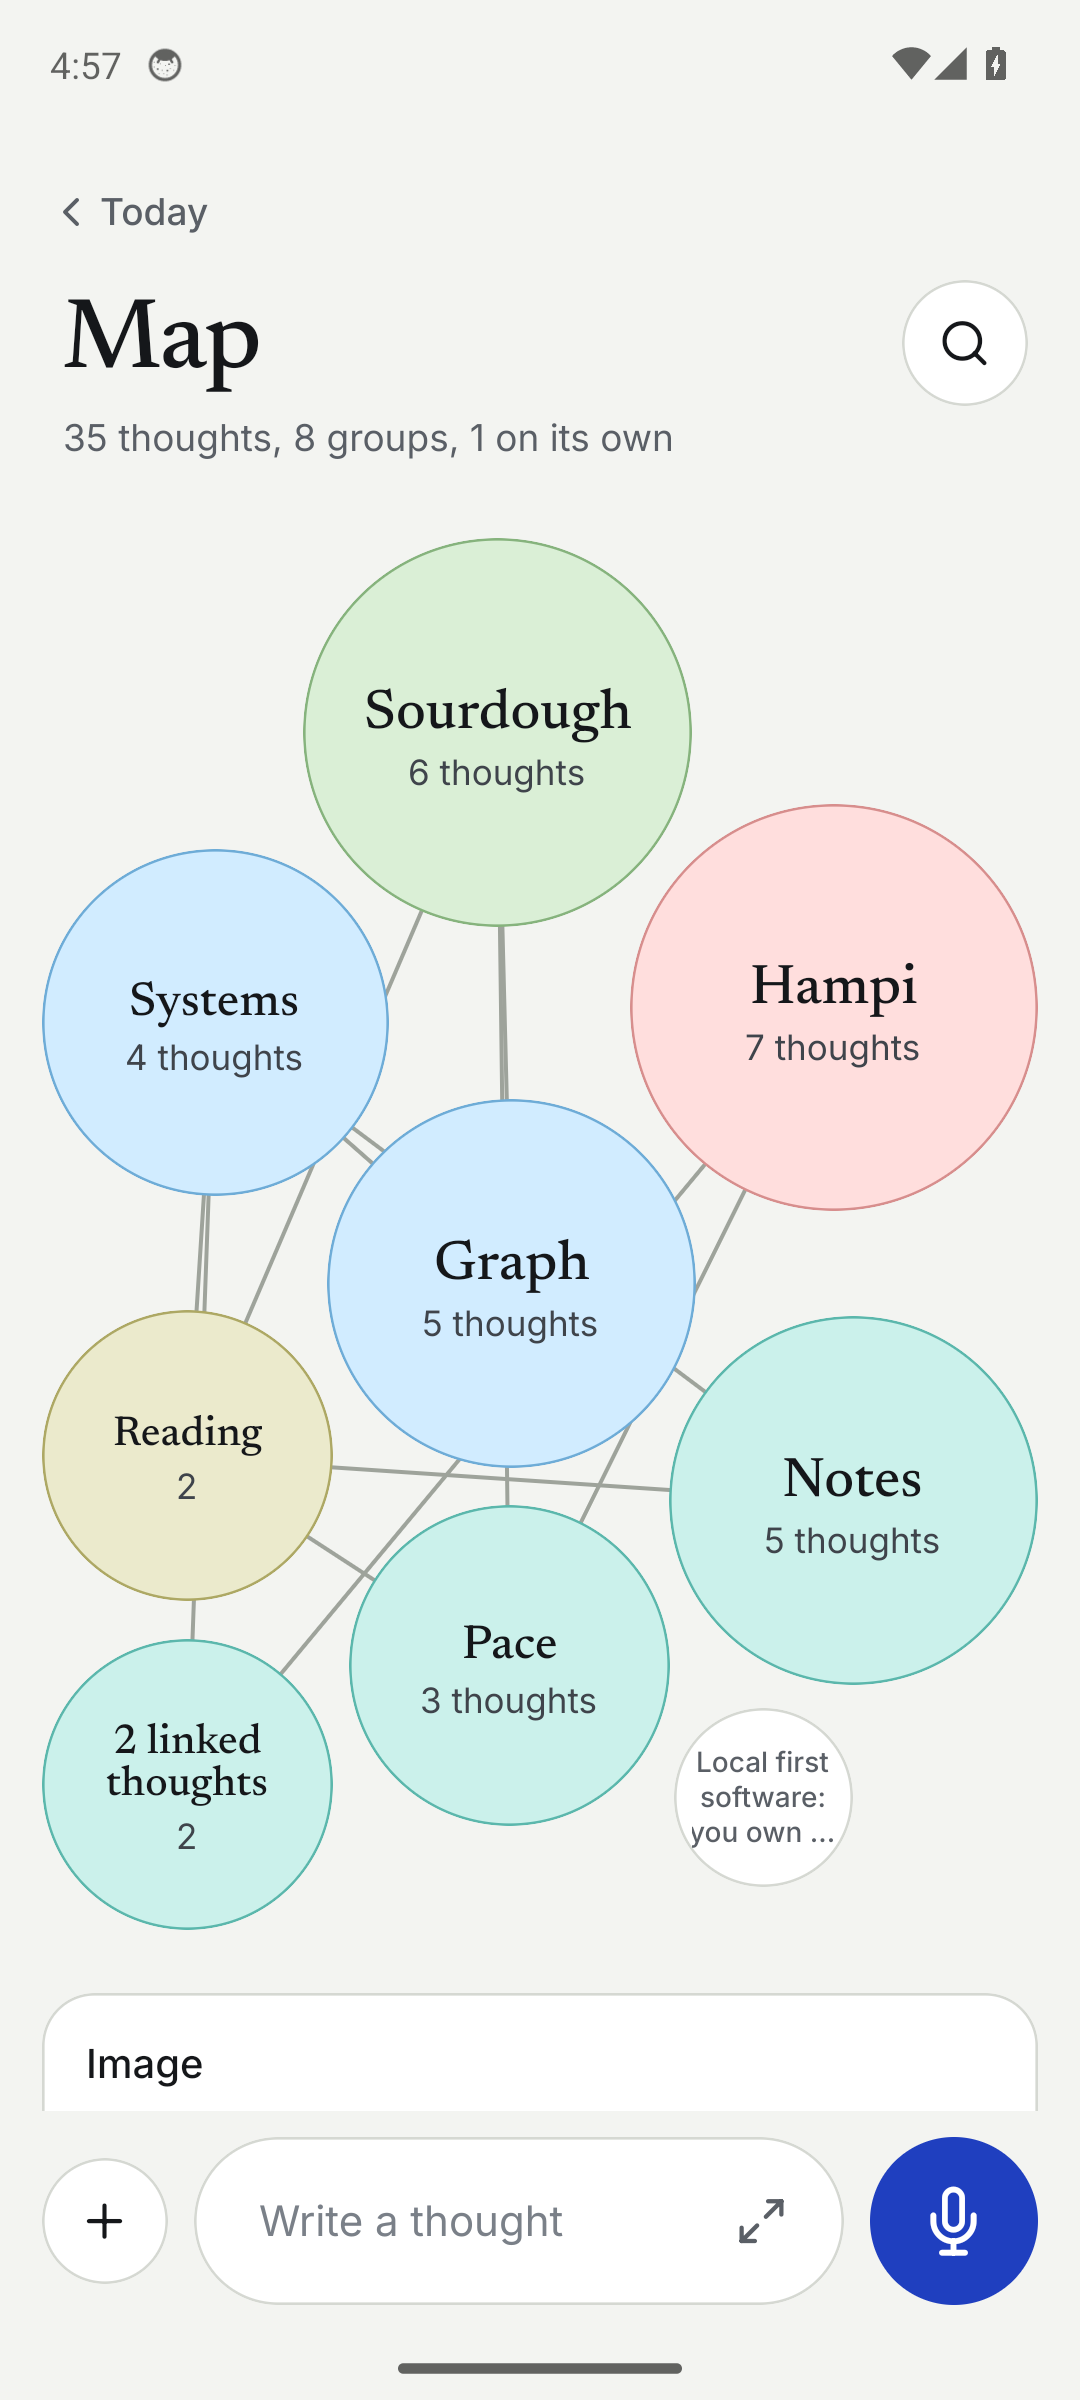 4:57
Today
Map
35 thoughts, 8 groups, 1 on its own
Sourdough
6 thoughts
Systems
4 thoughts
Hampi
7 thoughts
Graph
5 thoughts
Reading
2
Notes
5 thoughts
Pace
3 thoughts
2 linked
thoughts
2
Local first
software:
you own ...
Image
Write a thought